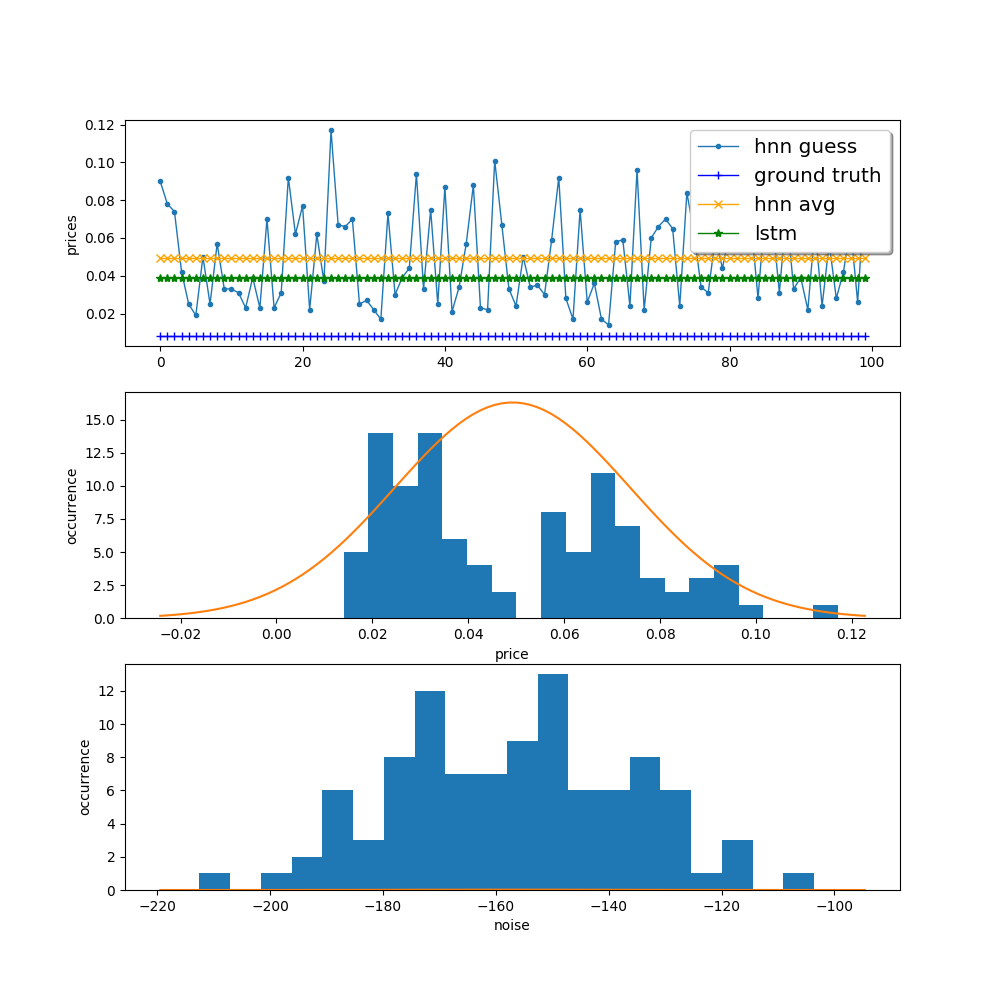 0.12
0.10
0.08
0.06
0.04
0.02
prices
hnn guess
ground truth
hnn avg
lstm
0 20 40 60 80 100
15.0
12.5
10.0
7.5
5.0
2.5
0.0
occurrence
−0.02 0.00 0.02 0.04 0.06 0.08 0.10 0.12
price
12
10
8
6
4
2
0
occurrence
−220 −200 −180 −160 −140 −120 −100
noise